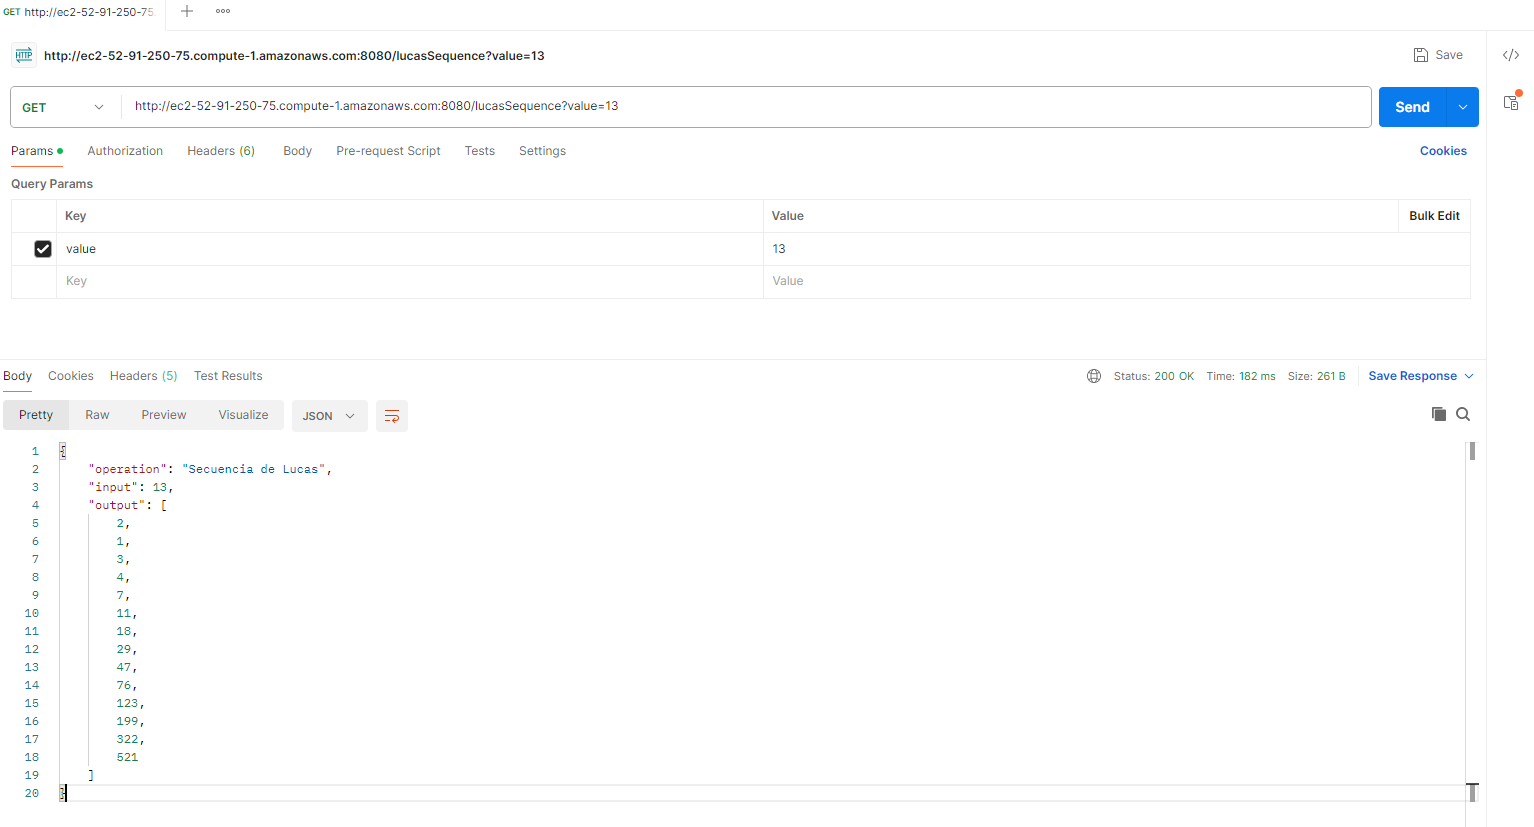 GET http://ec2-52-91-250-75.
HTTP http://ec2-52-91-250-75.compute-1.amazonaws.com:8080/lucasSequence?value=13 Save
GET http://ec2-52-91-250-75.compute-1.amazonaws.com:8080/lucasSequence?value=13 Send
Params Authorization Headers (6) Body Pre-request Script Tests Settings Cookies
Query Params
Key Value Bulk Edit
value 13
Key Value
Body Cookies Headers (5) Test Results Status: 200 OK Time: 182 ms Size: 261 B Save Response
Pretty Raw Preview Visualize JSON
1 {
2 "operation": "Secuencia de Lucas",
3 "input": 13,
4 "output": [
5 2,
6 1,
7 3,
8 4,
9 7,
10 11,
11 18,
12 29,
13 47,
14 76,
15 123,
16 199,
17 322,
18 521
19 ]
20 }